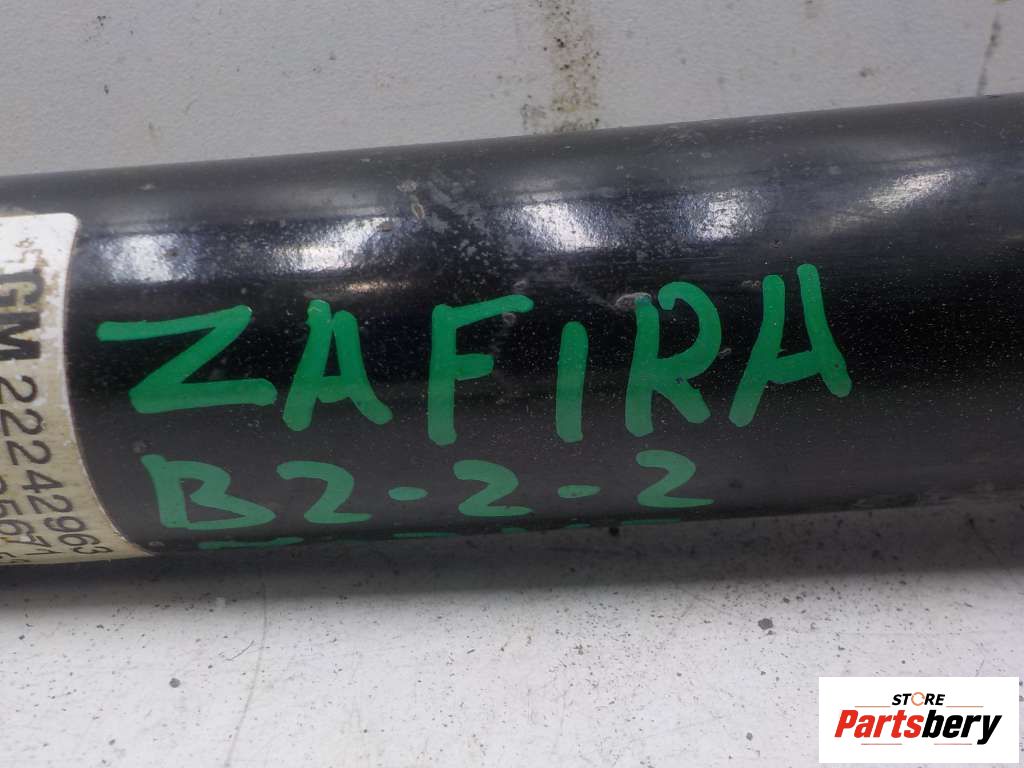 GM 22242963
ZAFIRA
B2-2-2
STORE
Partsbery